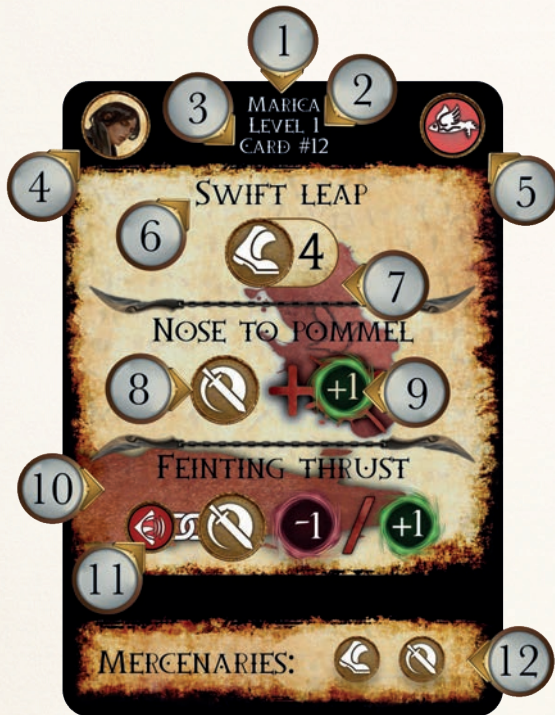 1
2
3
MARICA
LEVEL 1
CARD #12
4
5
SWIFT LEAP
6
4
7
NOSE TO POMMEL
8
+
+1
9
FEINTING THRUST
10
-1 / +1
11
MERCENARIES:
12